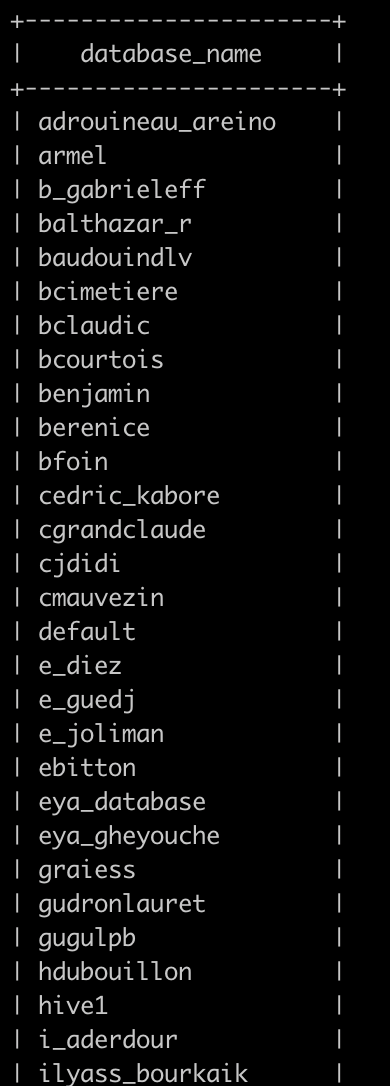 +----------------------+
|    database_name     |
+----------------------+
| adrouineau_areino    |
| armel                |
| b_gabrieleff         |
| balthazar_r          |
| baudouindlv          |
| bcimetiere           |
| bclaudic             |
| bcourtois            |
| benjamin             |
| berenice             |
| bfoin                |
| cedric_kabore        |
| cgrandclaude         |
| cjdidi               |
| cmauvezin            |
| default              |
| e_diez               |
| e_guedj              |
| e_joliman            |
| ebitton              |
| eya_database         |
| eya_gheyouche        |
| graiess              |
| gudronlauret         |
| gugulpb              |
| hdubouillon          |
| hive1                |
| i_aderdour           |
| ilyass_bourkaik      |